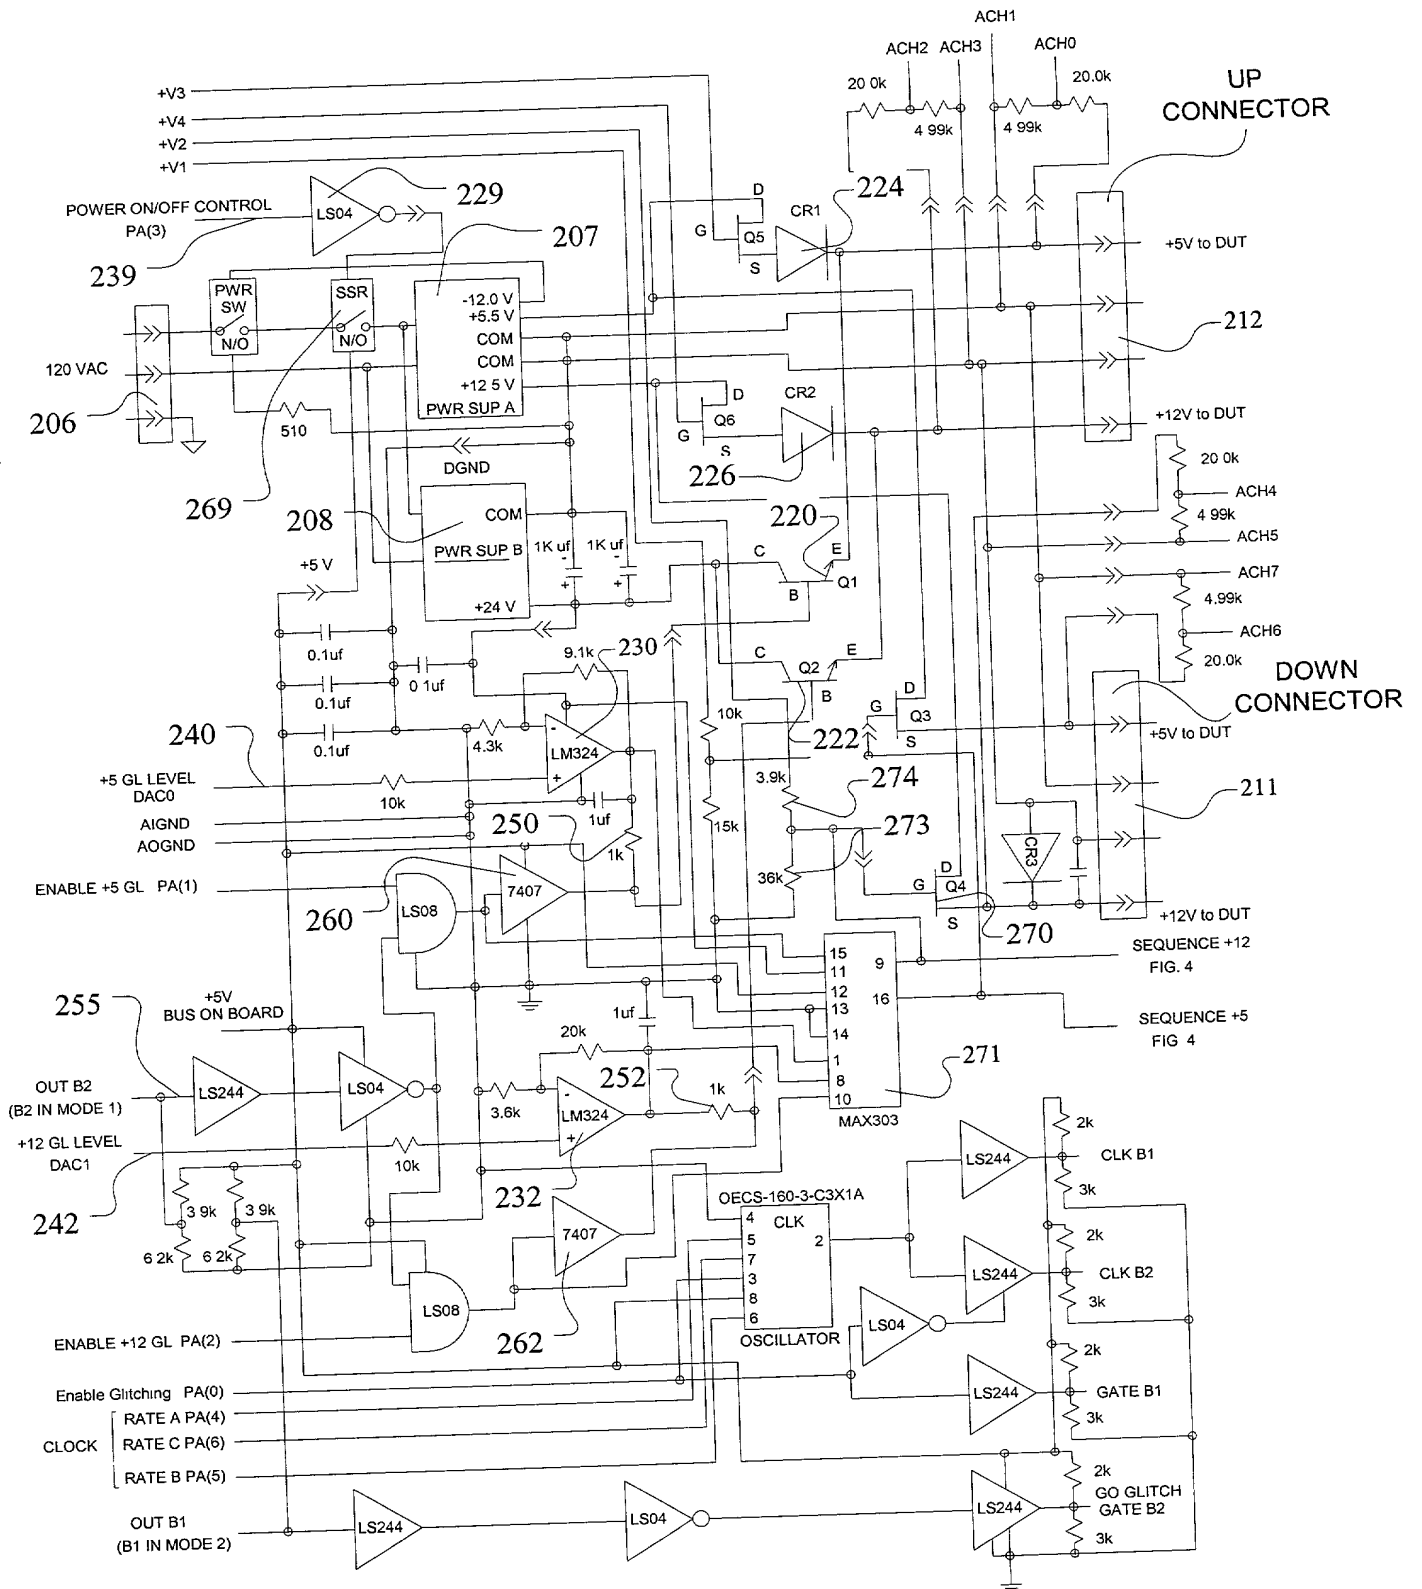 ACH1
ACH2 ACH3 ACH0
20 0k 20.0k
UP
CONNECTOR
4 99k 4 99k
+V3
+V4
+V2
+V1
229
POWER ON/OFF CONTROL
PA(3)
LS04
239
207
D
G Q5
S
CR1
224
+5V to DUT
PWR
SW
N/O
SSR
N/O
-12.0 V
+5.5 V
COM
COM
+12 5 V
PWR SUP A
212
120 VAC
206
510
D
G Q6
S
CR2
226
+12V to DUT
20 0k
ACH4
4 99k
ACH5
DGND
269
208
COM
PWR SUP B
+24 V
1K uf
-
+
1K uf
-
+
220
C E
B Q1
ACH7
4.99k
ACH6
20.0k
+5 V
0.1uf
0.1uf
0 1uf
0.1uf
9.1k
230
C Q2 E
B
DOWN
CONNECTOR
+5V to DUT
D
G Q3
S
240
4.3k
-
LM324
+
10k
222
3.9k
274
+5 GL LEVEL
DAC0
10k
1uf
AIGND
AOGND
250
1k
15k
273
36k
211
CR3
ENABLE +5 GL PA(1)
LS08
260
7407
D
G Q4
S
270
+12V to DUT
15
11
12
13
14
1
8
10
9
16
MAX303
271
SEQUENCE +12
FIG. 4
SEQUENCE +5
FIG 4
255
+5V
BUS ON BOARD
1uf
20k
OUT B2
(B2 IN MODE 1)
LS244
LS04
3.6k
-
LM324
+
252
1k
+12 GL LEVEL
DAC1
10k
232
242
3 9k 3 9k
6 2k 6 2k
7407
262
OECS-160-3-C3X1A
4
5
7
3
8
6
CLK
2
OSCILLATOR
LS244
2k
CLK B1
3k
LS244
2k
CLK B2
3k
LS08
ENABLE +12 GL PA(2)
LS04
Enable Glitching PA(0)
LS244
2k
GATE B1
3k
CLOCK
RATE A PA(4)
RATE C PA(6)
RATE B PA(5)
OUT B1
(B1 IN MODE 2)
LS244
LS04
LS244
2k
GO GLITCH
GATE B2
3k